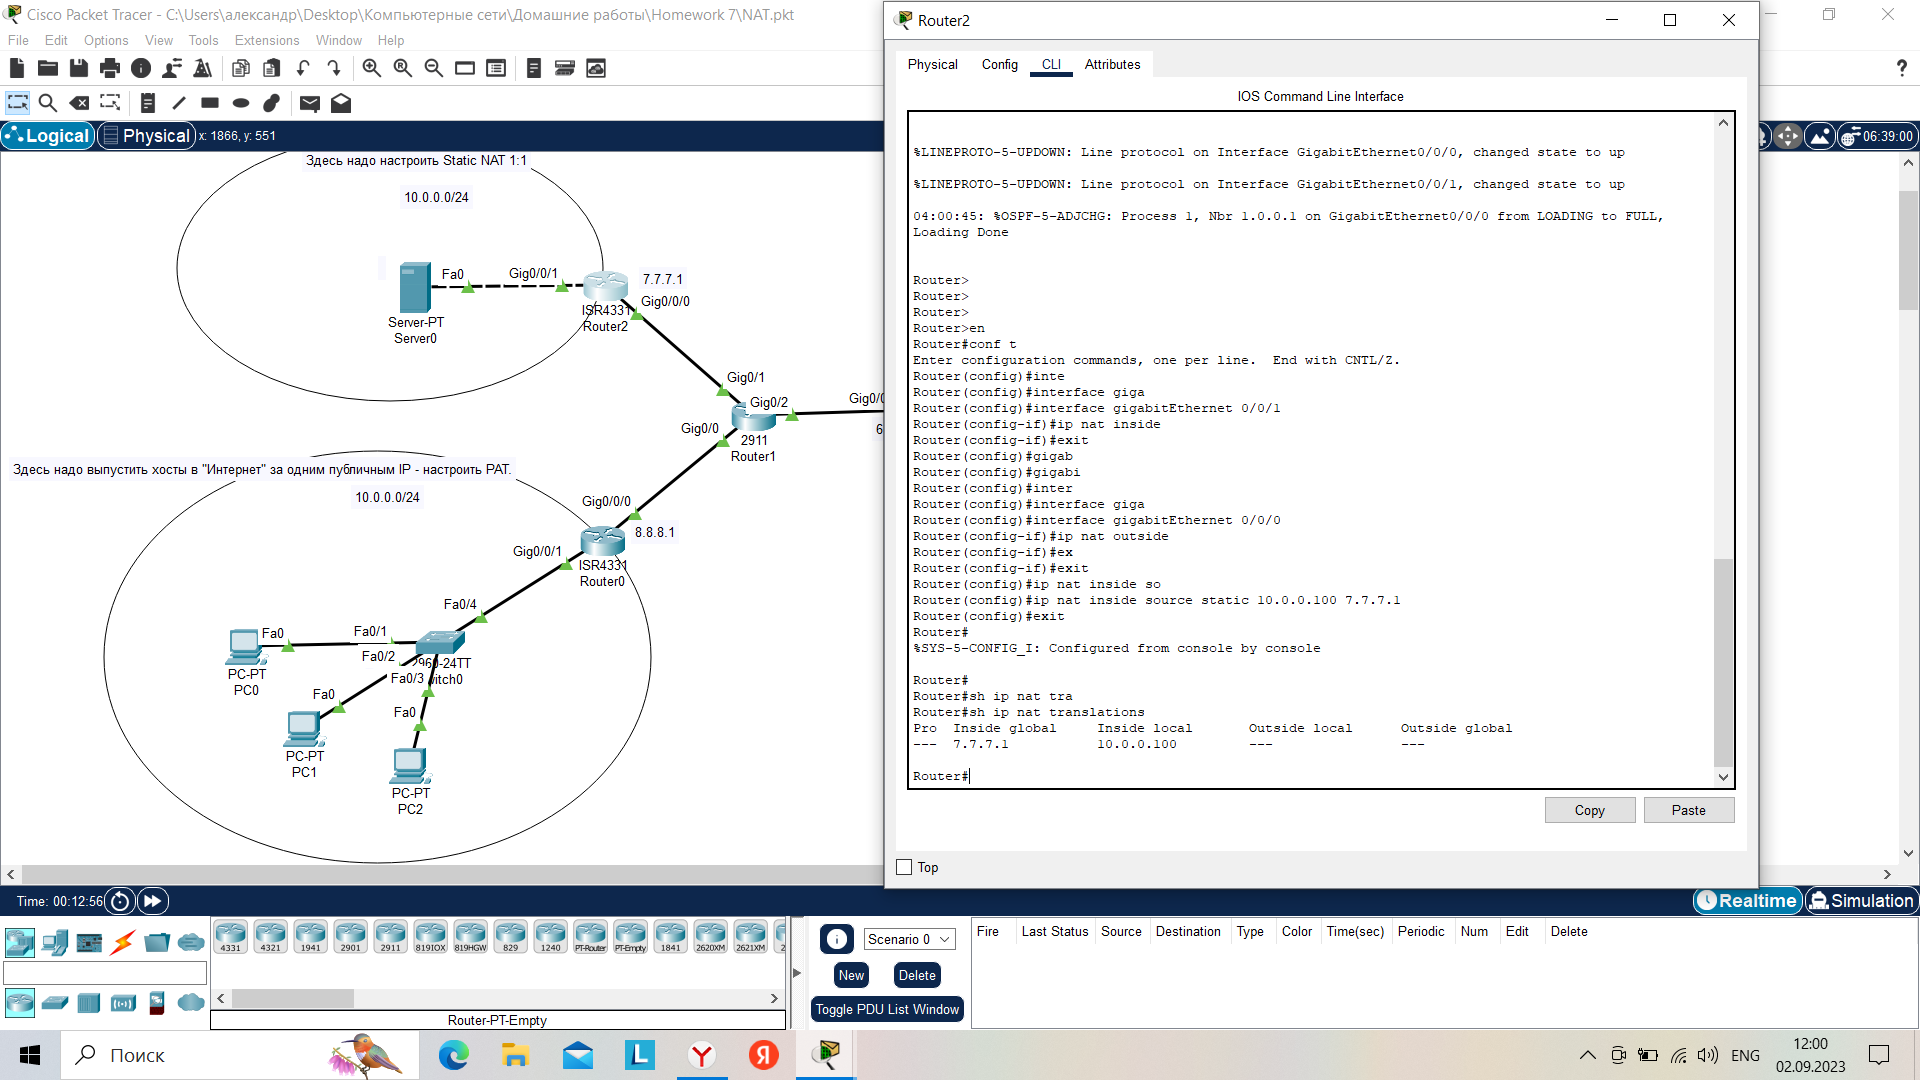 Cisco Packet Tracer - C:\Users\александр\Desktop\Компьютерные сети\Домашние работы\Homework 7\NAT.pkt
File Edit Options View Tools Extensions Window Help
Logical Physical x: 1866, y: 551
06:39:00
Здесь надо настроить Static NAT 1:1
10.0.0.0/24
Fa0
Gig0/0/1
7.7.7.1
Gig0/0/0
ISR4331
Router2
Server-PT
Server0
Gig0/1
Gig0/2
Gig0/0
2911
Router1
Здесь надо выпустить хосты в "Интернет" за одним публичным IP - настроить PAT.
10.0.0.0/24
Gig0/0/0
8.8.8.1
Gig0/0/1
ISR4331
Router0
Fa0/4
Fa0
Fa0/1
Fa0/2
2960-24TT
Fa0/3
PC-PT
PC0
Fa0
PC-PT
PC1
Fa0
PC-PT
PC2
Router2
Physical Config CLI Attributes
IOS Command Line Interface
%LINEPROTO-5-UPDOWN: Line protocol on Interface GigabitEthernet0/0/0, changed state to up
%LINEPROTO-5-UPDOWN: Line protocol on Interface GigabitEthernet0/0/1, changed state to up
04:00:45: %OSPF-5-ADJCHG: Process 1, Nbr 1.0.0.1 on GigabitEthernet0/0/0 from LOADING to FULL,
Loading Done
Router>
Router>
Router>
Router>en
Router#conf t
Enter configuration commands, one per line.  End with CNTL/Z.
Router(config)#inte
Router(config)#interface giga
Router(config)#interface gigabitEthernet 0/0/1
Router(config-if)#ip nat inside
Router(config-if)#exit
Router(config)#gigab
Router(config)#gigabi
Router(config)#inter
Router(config)#interface giga
Router(config)#interface gigabitEthernet 0/0/0
Router(config-if)#ip nat outside
Router(config-if)#ex
Router(config-if)#exit
Router(config)#ip nat inside so
Router(config)#ip nat inside source static 10.0.0.100 7.7.7.1
Router(config)#exit
Router#
%SYS-5-CONFIG_I: Configured from console by console
Router#
Router#sh ip nat tra
Router#sh ip nat translations
Pro Inside global Inside local Outside local Outside global
--- 7.7.7.1 10.0.0.100 --- ---
Router#
Copy Paste
Top
Time: 00:12:56
Realtime Simulation
4331 4321 1941 2901 2911 819IOX 819HGW 829 1240 PT-Router PT-Empty 1841 2620XM 2621XM
Router-PT-Empty
Scenario 0
New Delete
Toggle PDU List Window
Fire Last Status Source Destination Type Color Time(sec) Periodic Num Edit Delete
Поиск
ENG
12:00
02.09.2023